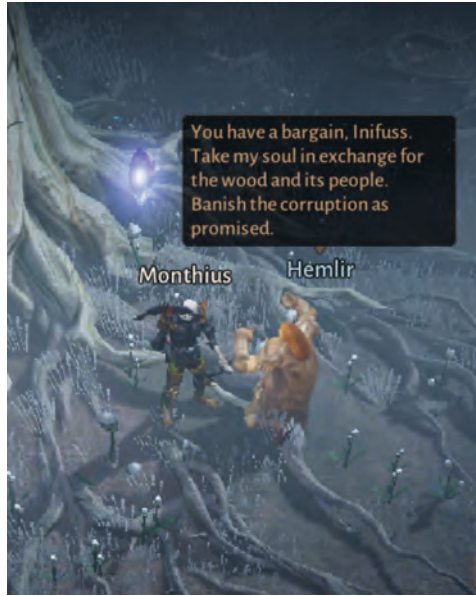 You have a bargain, Inifuss.
Take my soul in exchange for
the wood and its people.
Banish the corruption as
promised.
Monthius
Hemlir